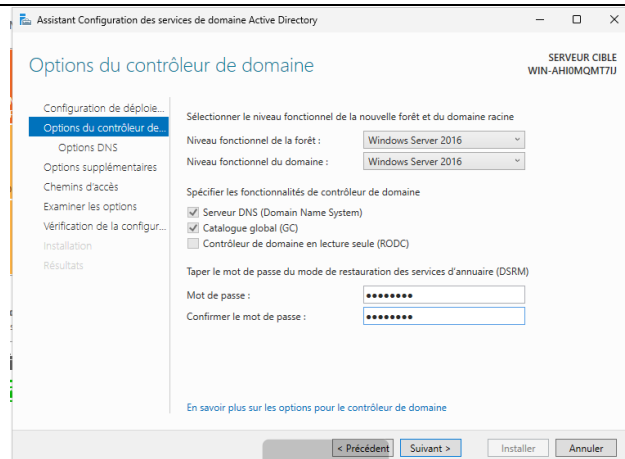 Assistant Configuration des services de domaine Active Directory
Options du contrôleur de domaine
SERVEUR CIBLE
WIN-AHI0MQMT7IJ
Configuration de déploie...
Options du contrôleur de...
Options DNS
Options supplémentaires
Chemins d'accès
Examiner les options
Vérification de la configur...
Installation
Résultats
Sélectionner le niveau fonctionnel de la nouvelle forêt et du domaine racine
Niveau fonctionnel de la forêt : Windows Server 2016
Niveau fonctionnel du domaine : Windows Server 2016
Spécifier les fonctionnalités de contrôleur de domaine
Serveur DNS (Domain Name System)
Catalogue global (GC)
Contrôleur de domaine en lecture seule (RODC)
Taper le mot de passe du mode de restauration des services d'annuaire (DSRM)
Mot de passe : ●●●●●●●●
Confirmer le mot de passe : ●●●●●●●●
En savoir plus sur les options pour le contrôleur de domaine
< Précédent Suivant > Installer Annuler